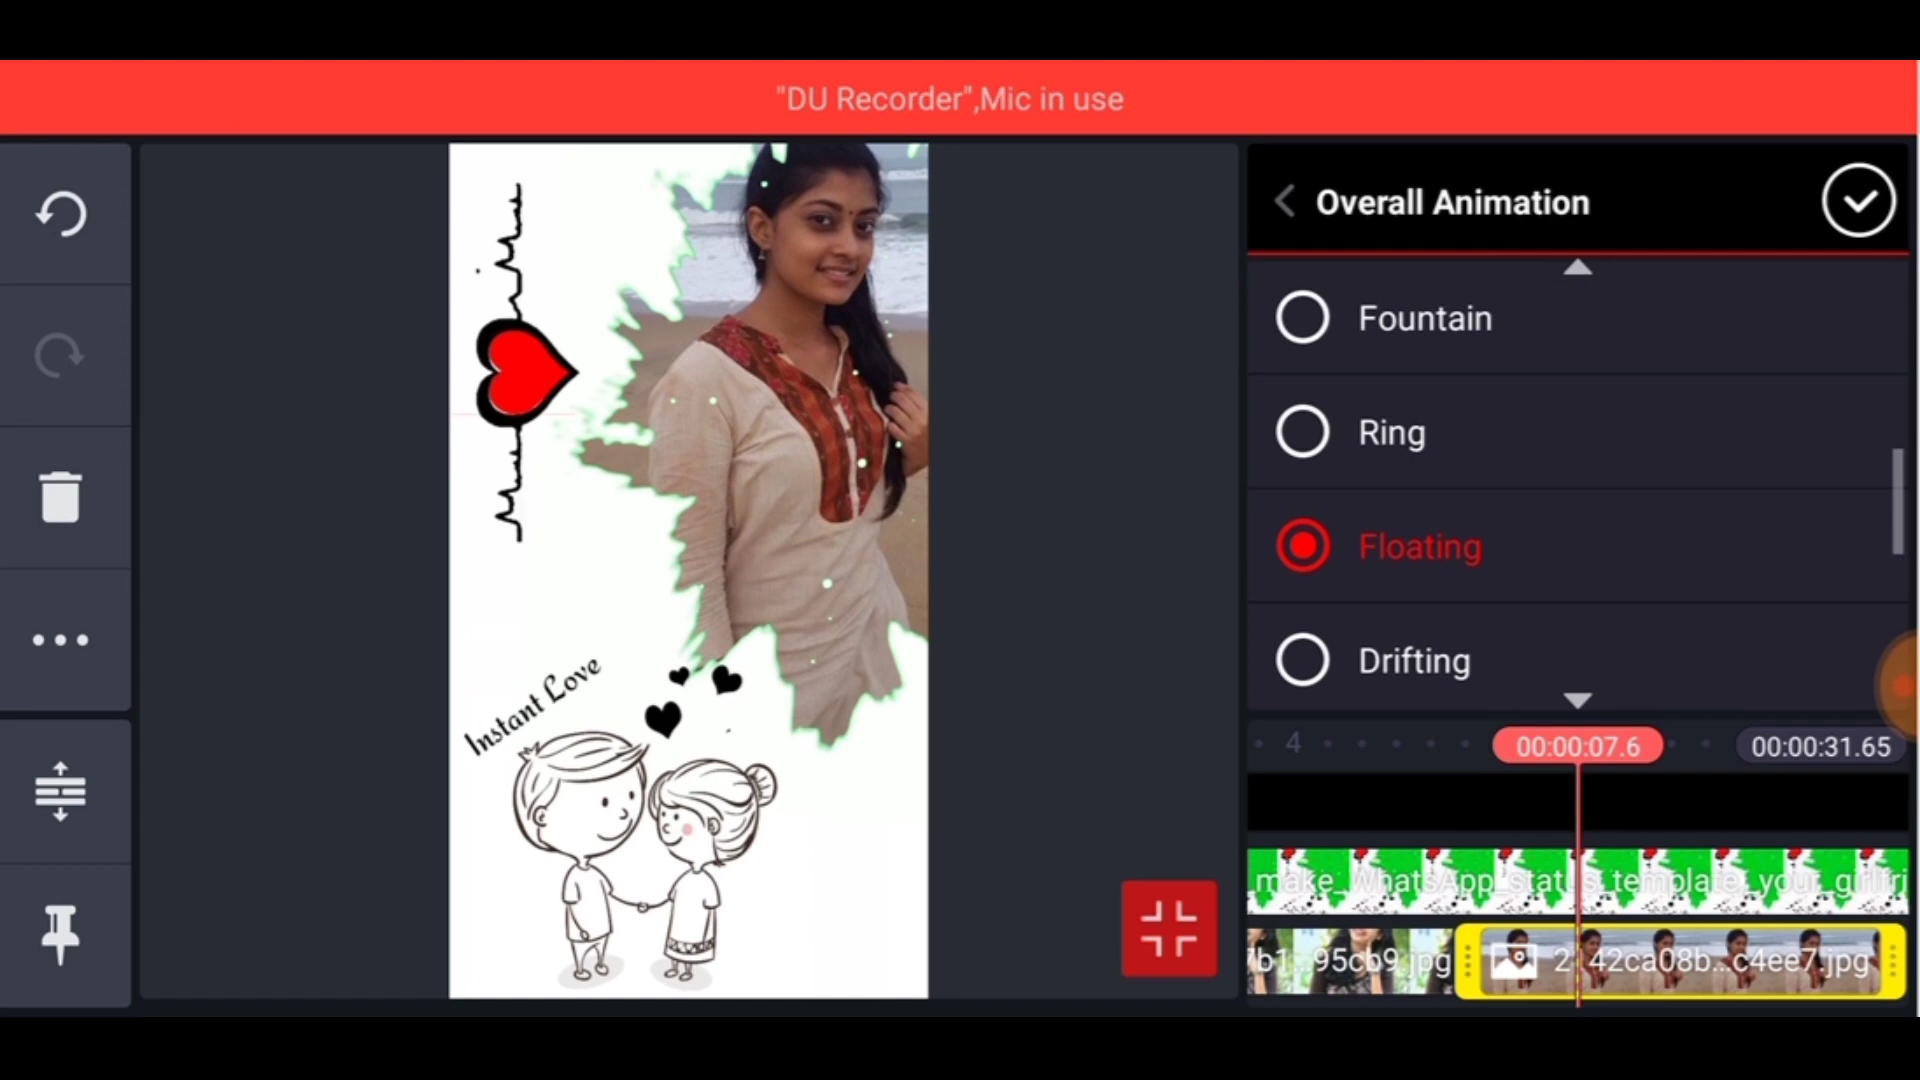 "DU Recorder",Mic in use
Overall Animation
Fountain
Ring
Floating
Drifting
4
00:00:07.6
00:00:31.65
make_WhatsApp_status_template_your_girlfri
7b1...95cb9.jpg
2 42ca08b...c4ee7.jpg
Instant Love